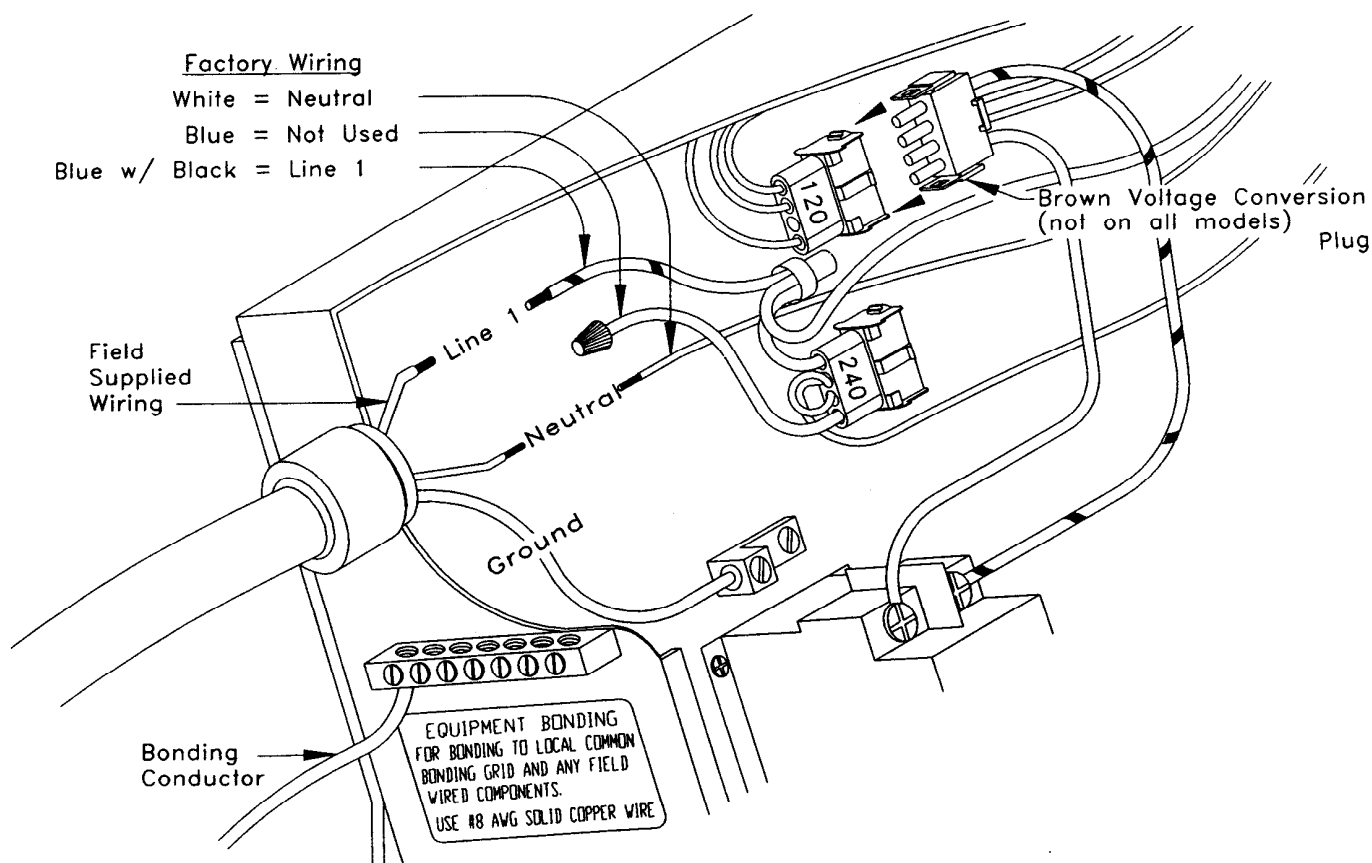 Factory Wiring
White = Neutral
Blue = Not Used
Blue w/ Black = Line 1
120
Brown Voltage Conversion
(not on all models)
Plug
Line 1
Field
Supplied
Wiring
240
Neutral
Ground
EQUIPMENT BONDING
FOR BONDING TO LOCAL COMMON
BONDING GRID AND ANY FIELD
WIRED COMPONENTS.
USE #8 AWG SOLID COPPER WIRE
Bonding
Conductor